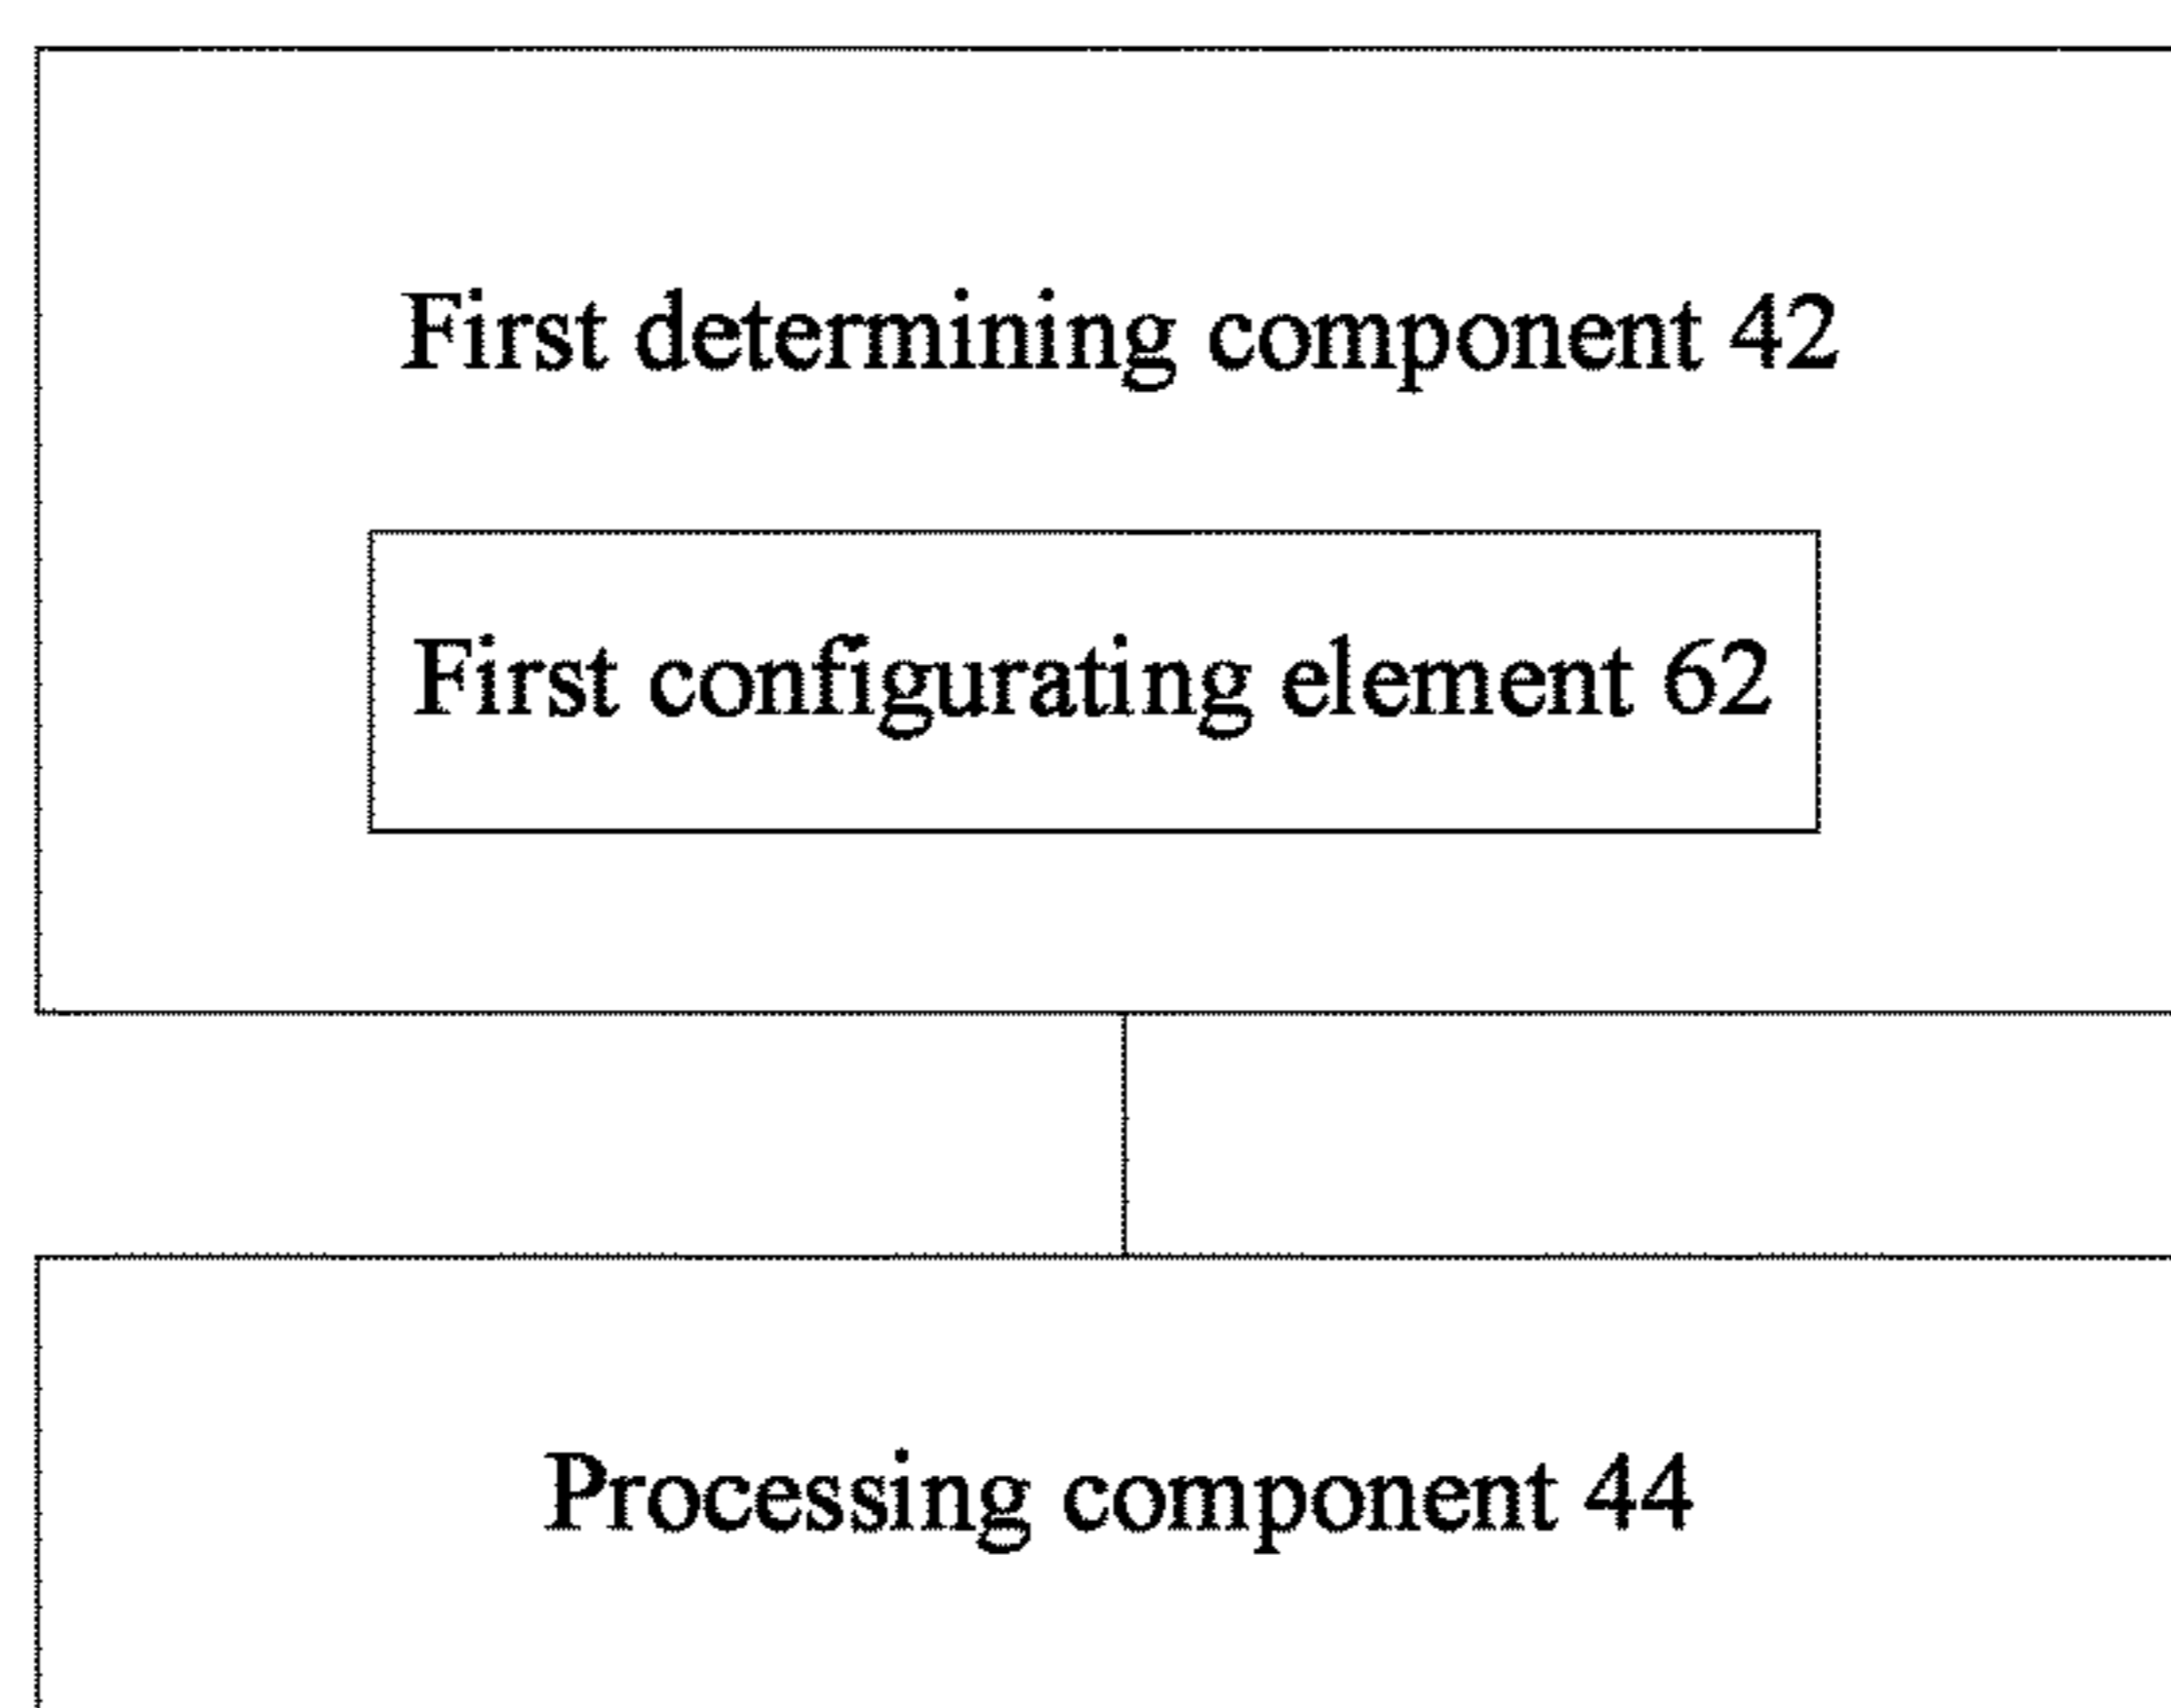 First determining component 42
First configurating element 62
Processing component 44